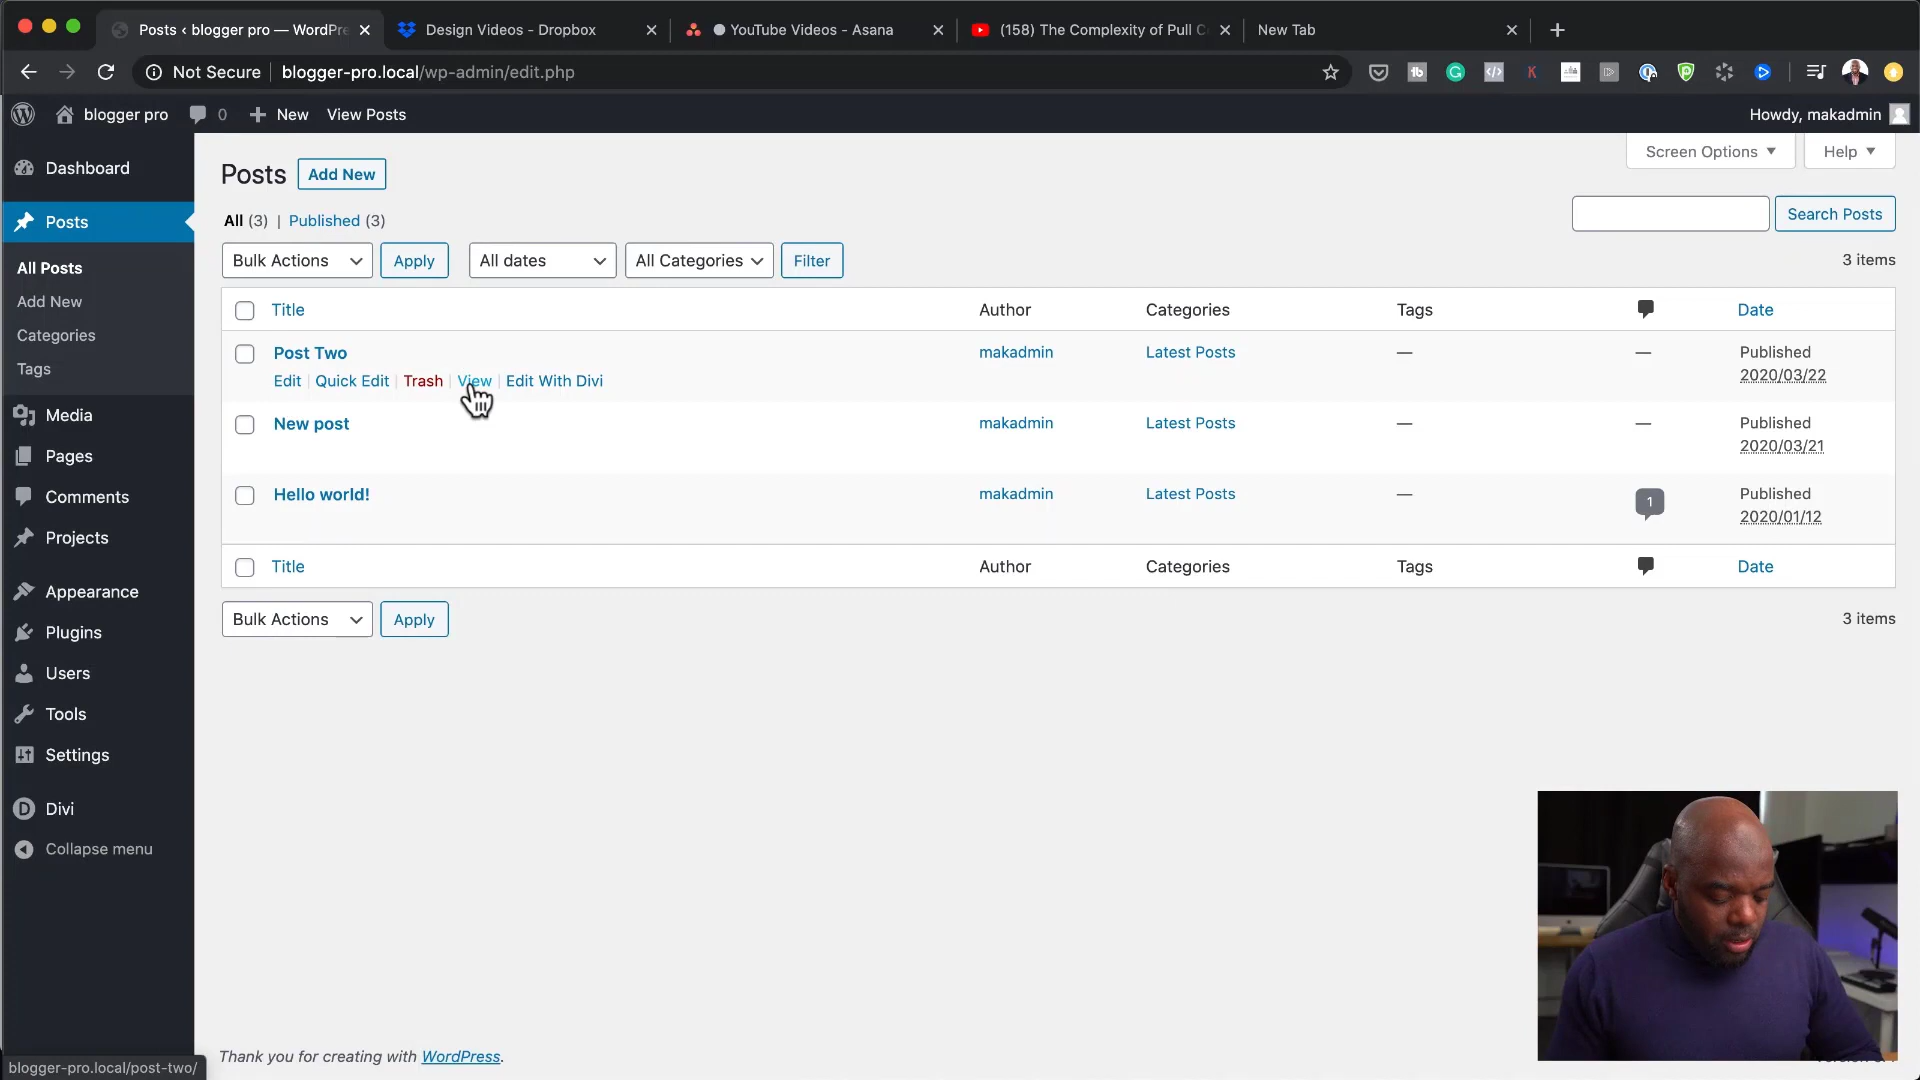 Posts ‹ blogger pro — WordPre
Design Videos - Dropbox
YouTube Videos - Asana
(158) The Complexity of Pull C
New Tab
Not Secure
blogger-pro.local/wp-admin/edit.php
blogger pro
0
New
View Posts
Howdy, makadmin
Dashboard
Posts
All Posts
Add New
Categories
Tags
Media
Pages
Comments
Projects
Appearance
Plugins
Users
Tools
Settings
Divi
Collapse menu
Screen Options
Help
Posts
Add New
All (3) | Published (3)
Search Posts
Bulk Actions
Apply
All dates
All Categories
Filter
3 items
Title Author Categories Tags Date
Post Two makadmin Latest Posts — — Published
2020/03/22
Edit | Quick Edit | Trash | View | Edit With Divi
New post makadmin Latest Posts — — Published
2020/03/21
Hello world! makadmin Latest Posts — 1 Published
2020/01/12
Title Author Categories Tags Date
Bulk Actions
Apply
3 items
Thank you for creating with WordPress.
blogger-pro.local/post-two/